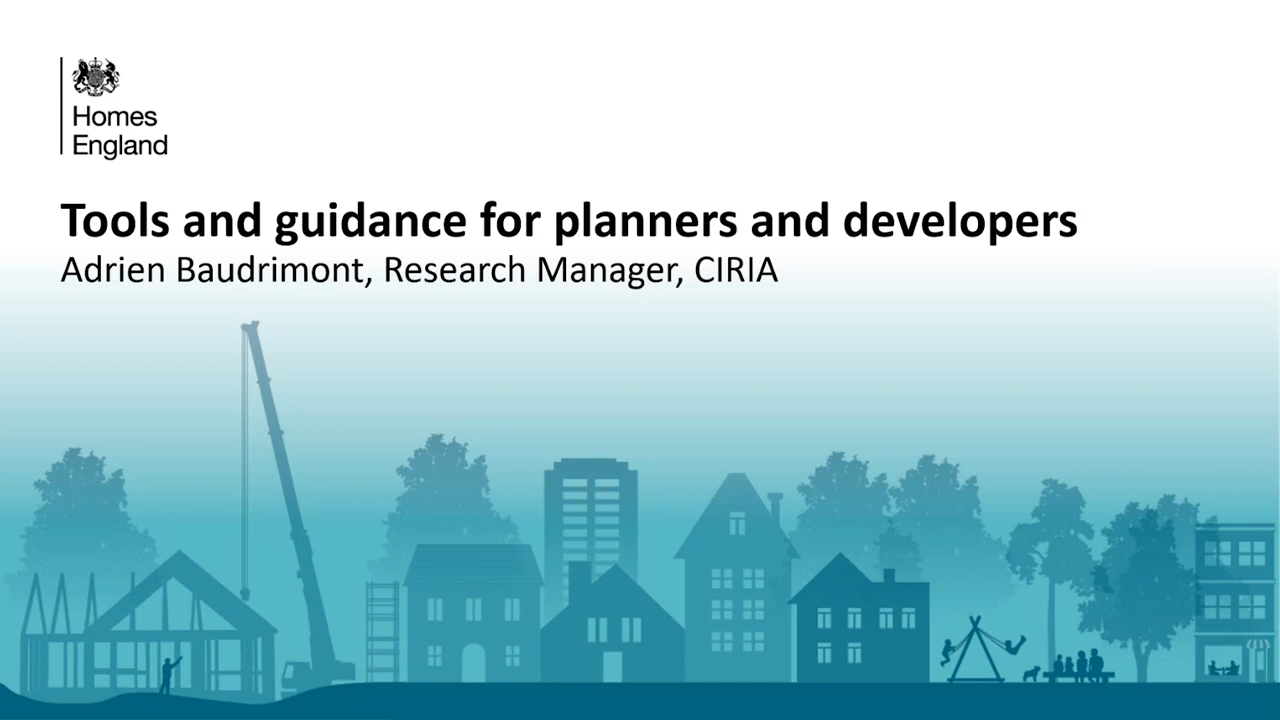 Homes
England
Tools and guidance for planners and developers
Adrien Baudrimont, Research Manager, CIRIA